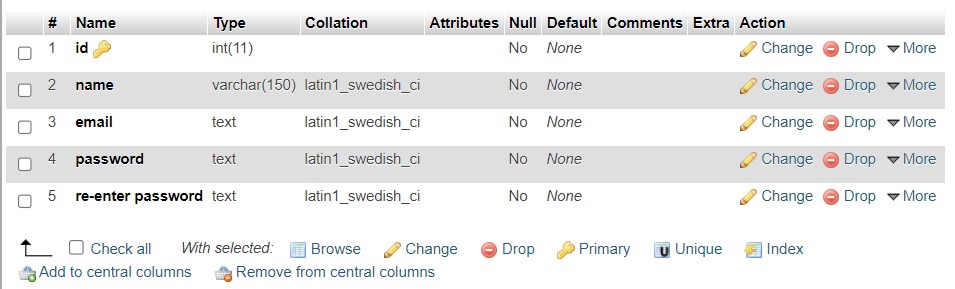 # Name Type Collation Attributes Null Default Comments Extra Action
1 id int(11) No None Change Drop More
2 name varchar(150) latin1_swedish_ci No None Change Drop More
3 email text latin1_swedish_ci No None Change Drop More
4 password text latin1_swedish_ci No None Change Drop More
5 re-enter password text latin1_swedish_ci No None Change Drop More
Check all With selected: Browse Change Drop Primary U Unique Index
Add to central columns Remove from central columns